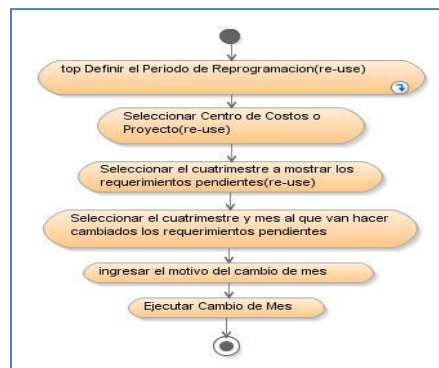 top Definir el Periodo de Reprogramacion(re-use)
Seleccionar Centro de Costos o
Proyecto(re-use)
Seleccionar el cuatrimestre a mostrar los
requerimientos pendientes(re-use)
Seleccionar el cuatrimestre y mes al que van hacer
cambiados los requerimientos pendientes
ingresar el motivo del cambio de mes
Ejecutar Cambio de Mes